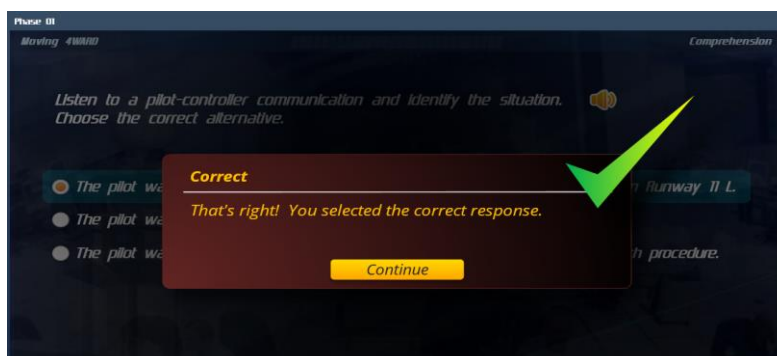 Phase 01
Moving 4WARD
Comprehension
Listen to a pilot-controller communication and identify the situation.
Choose the correct alternative.
Correct
The pilot wa
n Runway 11 L.
That's right! You selected the correct response.
The pilot wa
The pilot wa
h procedure.
Continue